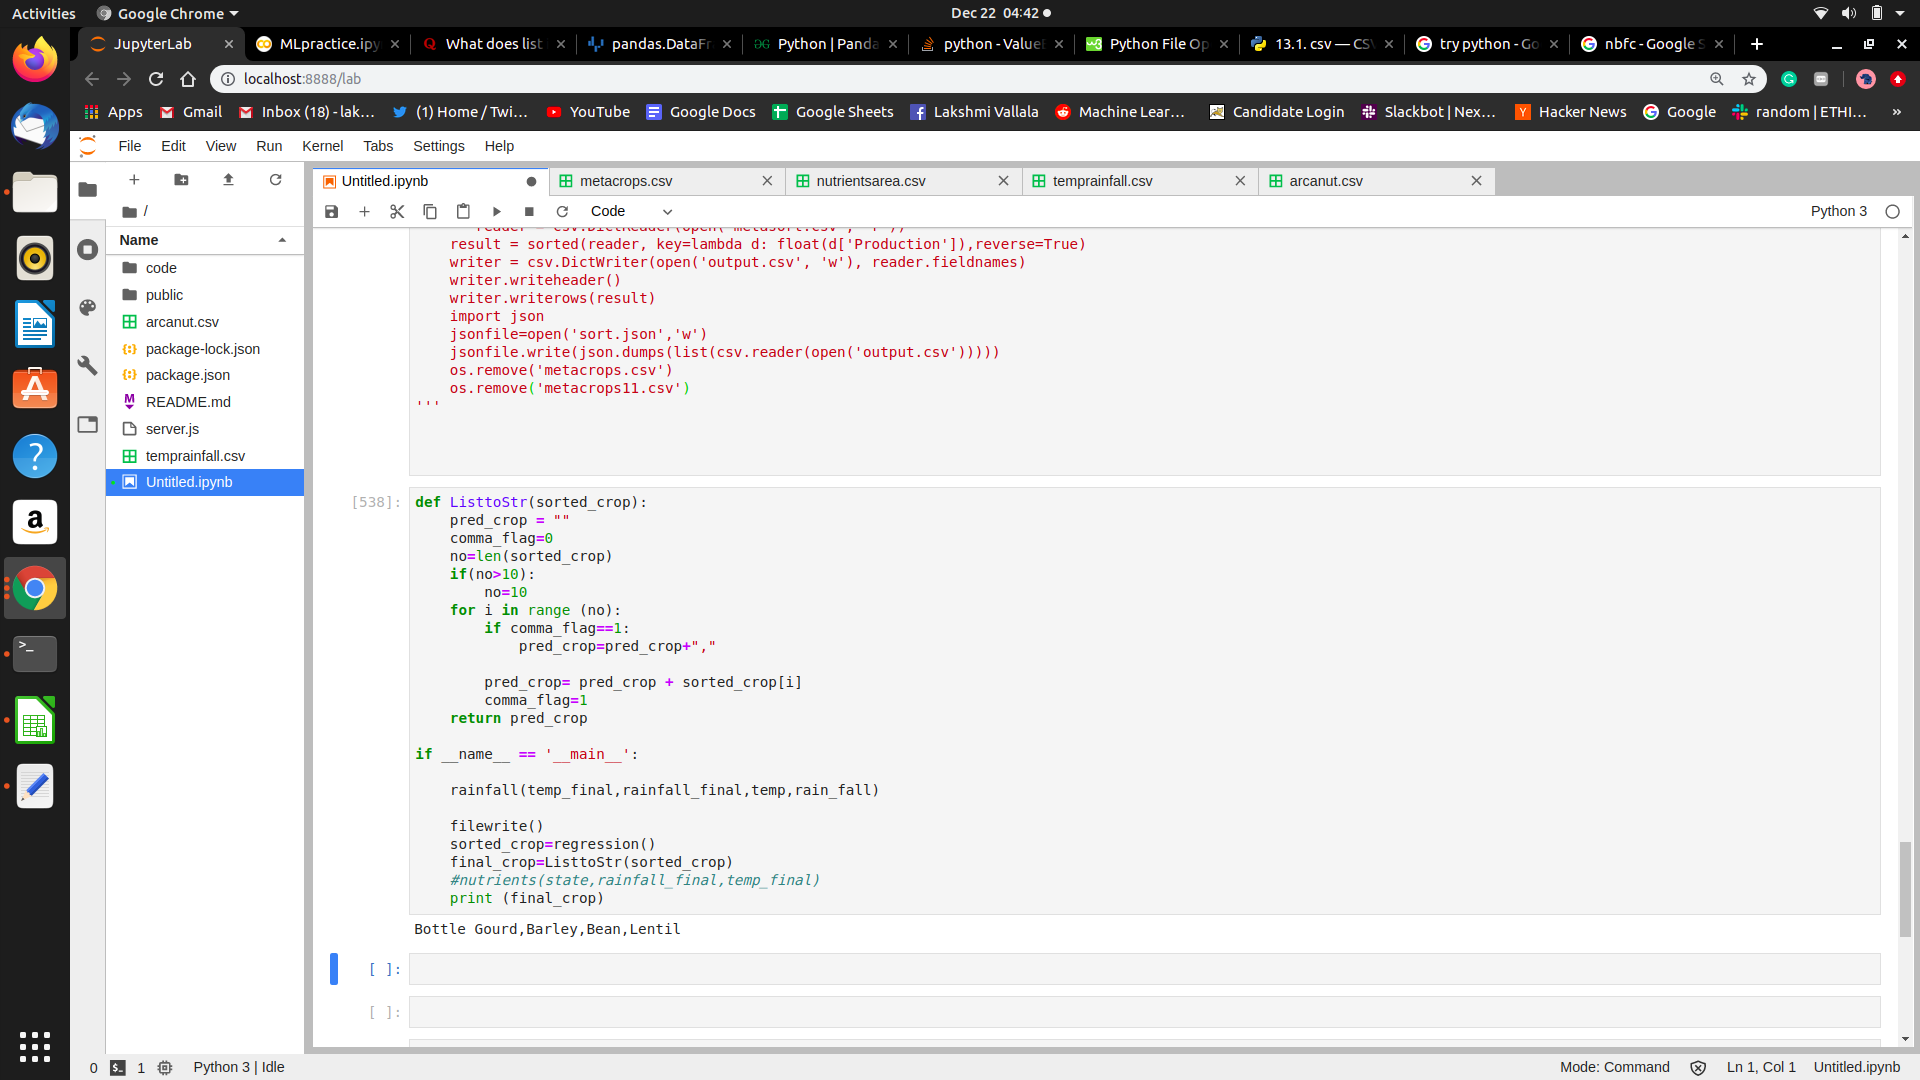 Activities Google Chrome Dec 22 04:42
JupyterLab MLpractice.ipy What does list pandas.DataFr Python | Panda python - ValueE Python File Op 13.1. csv — CSV try python - Go nbfc - Google S
localhost:8888/lab
Apps Gmail Inbox (18) - lak... (1) Home / Twi... YouTube Google Docs Google Sheets Lakshmi Vallala Machine Lear... Candidate Login Slackbot | Nex... Hacker News Google random | ETHI... »
File Edit View Run Kernel Tabs Settings Help
Untitled.ipynb metacrops.csv nutrientsarea.csv temprainfall.csv arcanut.csv
Code Python 3
/
Name
code
public
arcanut.csv
package-lock.json
package.json
README.md
server.js
temprainfall.csv
Untitled.ipynb
result = sorted(reader, key=lambda d: float(d['Production']),reverse=True)
writer = csv.DictWriter(open('output.csv', 'w'), reader.fieldnames)
writer.writeheader()
writer.writerows(result)
import json
jsonfile=open('sort.json','w')
jsonfile.write(json.dumps(list(csv.reader(open('output.csv')))))
os.remove('metacrops.csv')
os.remove('metacrops11.csv')
'''
[538]: def ListtoStr(sorted_crop):
pred_crop = ""
comma_flag=0
no=len(sorted_crop)
if(no>10):
no=10
for i in range (no):
if comma_flag==1:
pred_crop=pred_crop+","
pred_crop= pred_crop + sorted_crop[i]
comma_flag=1
return pred_crop
if __name__ == '__main__':
rainfall(temp_final,rainfall_final,temp,rain_fall)
filewrite()
sorted_crop=regression()
final_crop=ListtoStr(sorted_crop)
#nutrients(state,rainfall_final,temp_final)
print (final_crop)
Bottle Gourd,Barley,Bean,Lentil
[ ]:
[ ]:
0 1 Python 3 | Idle Mode: Command Ln 1, Col 1 Untitled.ipynb